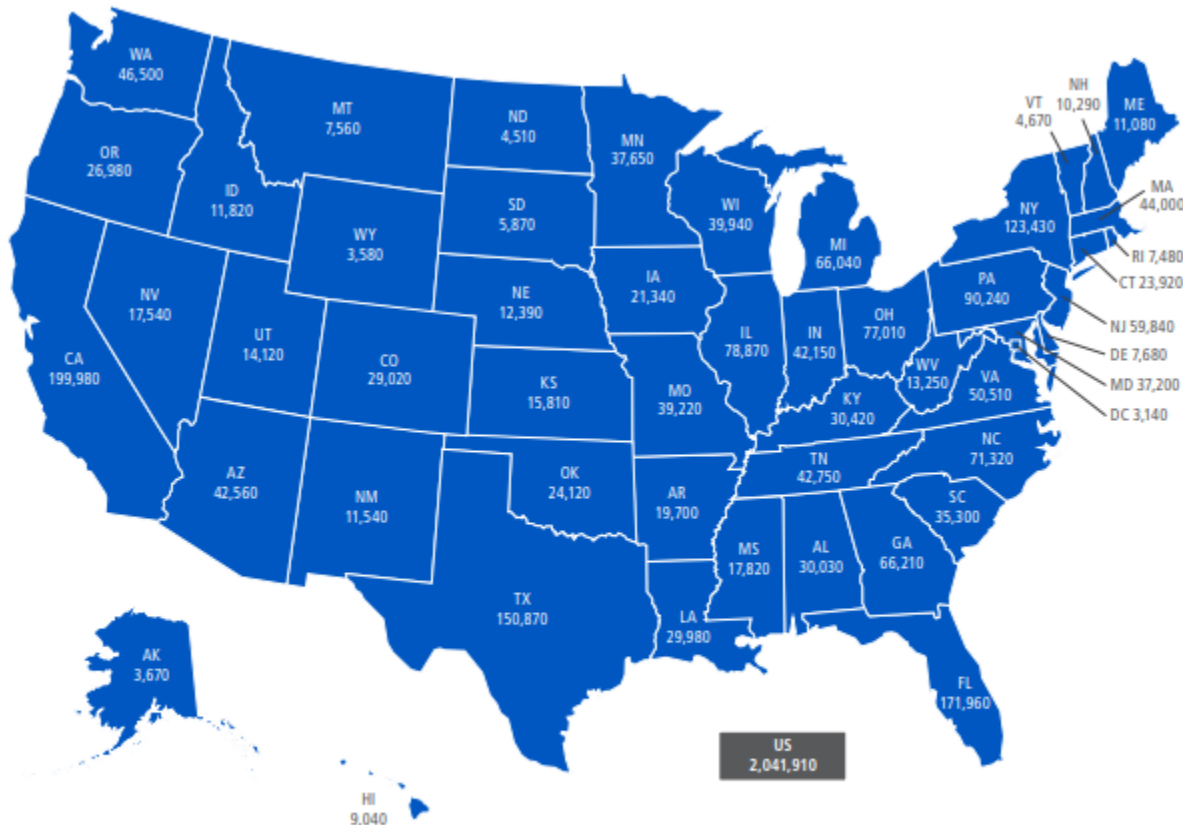 WA
46,500
MT
7,560
ND
4,510
MN
37,650
NH
10,290
VT
4,670
ME
11,080
OR
26,980
ID
11,820
SD
5,870
WI
39,940
MI
66,040
NY
123,430
MA
44,000
WY
3,580
RI 7,480
CT 23,920
NV
17,540
UT
14,120
NE
12,390
IA
21,340
PA
90,240
NJ 59,840
CA
199,980
CO
29,020
IL
78,870
IN
42,150
OH
77,010
DE 7,680
KS
15,810
MO
39,220
KY
30,420
WV
13,250
VA
50,510
MD 37,200
DC 3,140
AZ
42,560
NM
11,540
OK
24,120
AR
19,700
TN
42,750
NC
71,320
SC
35,300
MS
17,820
AL
30,030
GA
66,210
TX
150,870
LA
29,980
AK
3,670
FL
171,960
US
2,041,910
HI
9,040